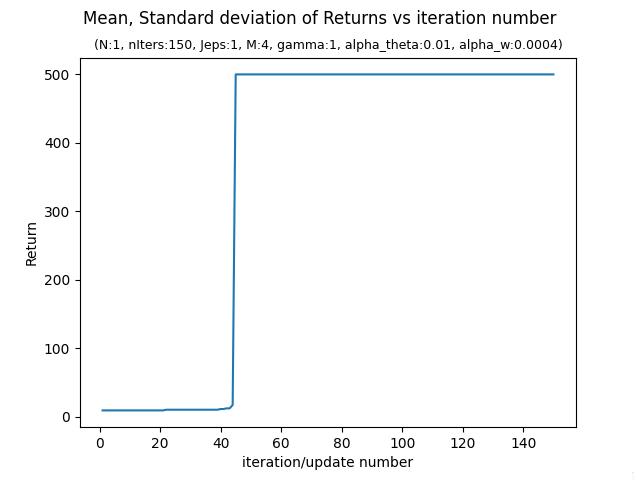 Mean, Standard deviation of Returns vs iteration number
(N:1, nIters:150, Jeps:1, M:4, gamma:1, alpha_theta:0.01, alpha_w:0.0004)
500
400
300
200
100
0
Return
0 20 40 60 80 100 120 140
iteration/update number